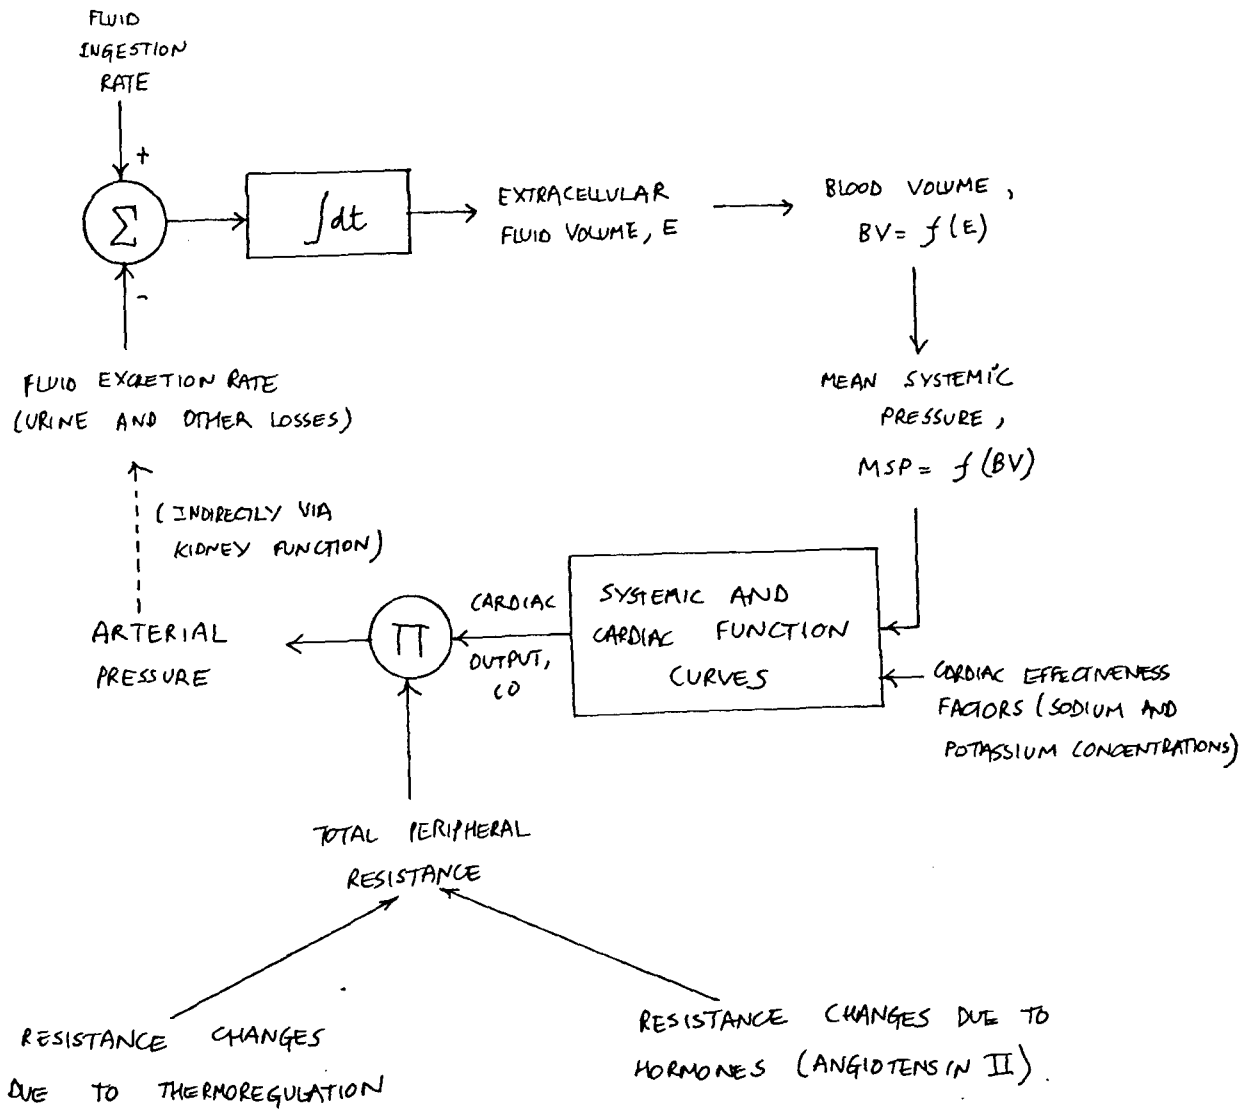 FLUID
INGESTION
RATE
+
Σ
∫dt
EXTRACELLULAR
FLUID VOLUME, E
BLOOD VOLUME,
BV = f(E)
-
FLUID EXCRETION RATE
(URINE AND OTHER LOSSES)
MEAN SYSTEMIC
PRESSURE,
MSP = f(BV)
(INDIRECTLY VIA
KIDNEY FUNCTION)
ARTERIAL
PRESSURE
Π
CARDIAC
OUTPUT,
CO
SYSTEMIC AND
CARDIAC FUNCTION
CURVES
CARDIAC EFFECTIVENESS
FACTORS (SODIUM AND
POTASSIUM CONCENTRATIONS)
TOTAL PERIPHERAL
RESISTANCE
RESISTANCE CHANGES
DUE TO THERMOREGULATION
RESISTANCE CHANGES DUE TO
HORMONES (ANGIOTENSIN II).